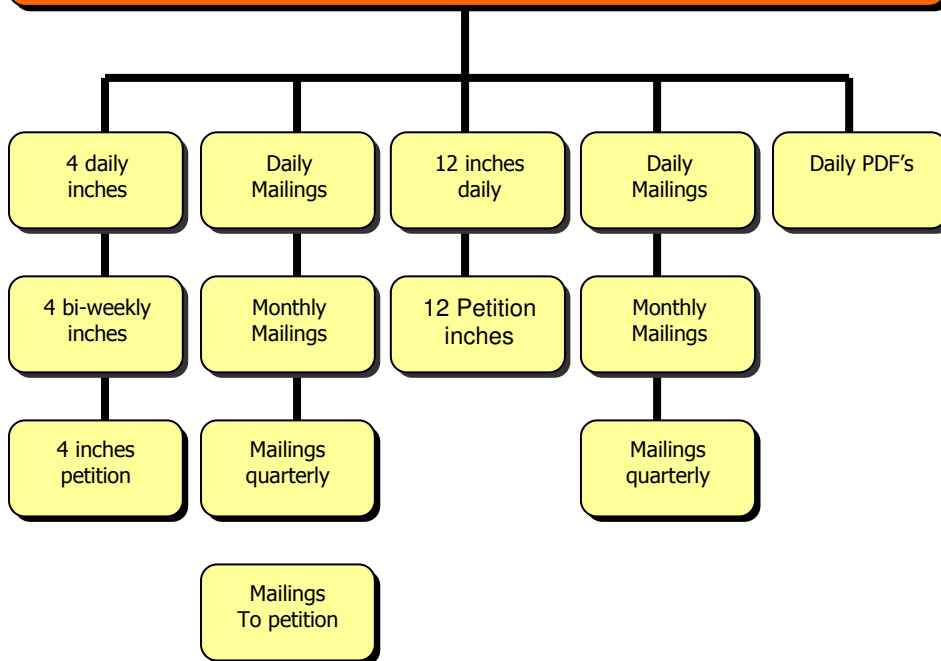 4 daily
inches
Daily
Mailings
12 inches
daily
Daily
Mailings
Daily PDF's
4 bi-weekly
inches
Monthly
Mailings
12 Petition
inches
Monthly
Mailings
4 inches
petition
Mailings
quarterly
Mailings
quarterly
Mailings
To petition